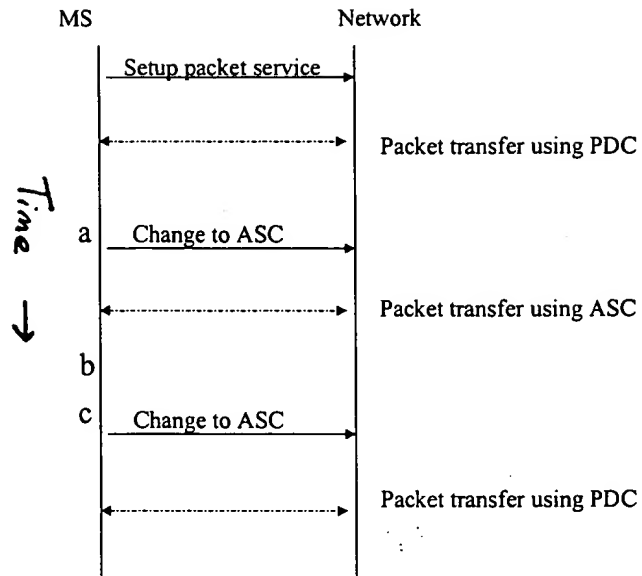 MS
Network
Setup packet service
Packet transfer using PDC
Time →
a
Change to ASC
Packet transfer using ASC
b
c
Change to ASC
Packet transfer using PDC